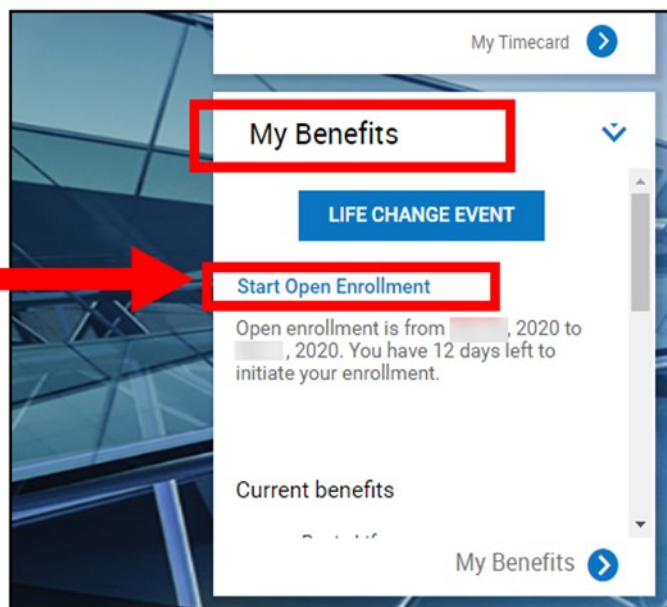 My Timecard
My Benefits
LIFE CHANGE EVENT
Start Open Enrollment
Open enrollment is from , 2020 to
, 2020. You have 12 days left to
initiate your enrollment.
Current benefits
My Benefits